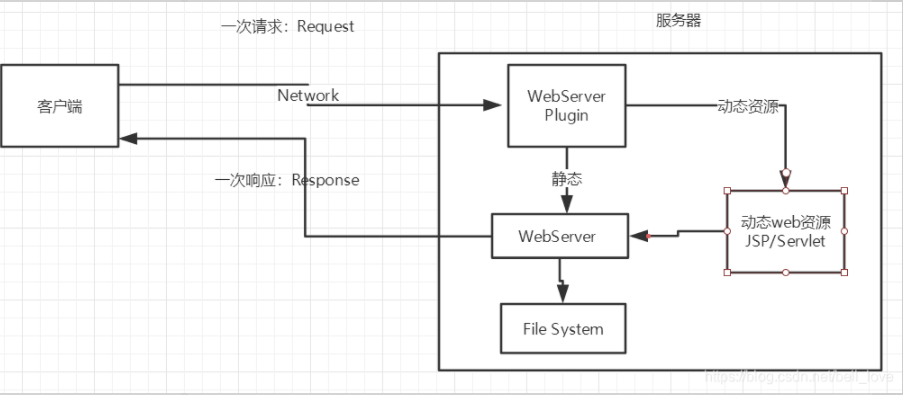 一次请求：Request
服务器
客户端
Network
WebServer
Plugin
动态资源
一次响应：Response
静态
动态web资源
JSP/Servlet
WebServer
File System
https://blog.csdn.net/bell_love